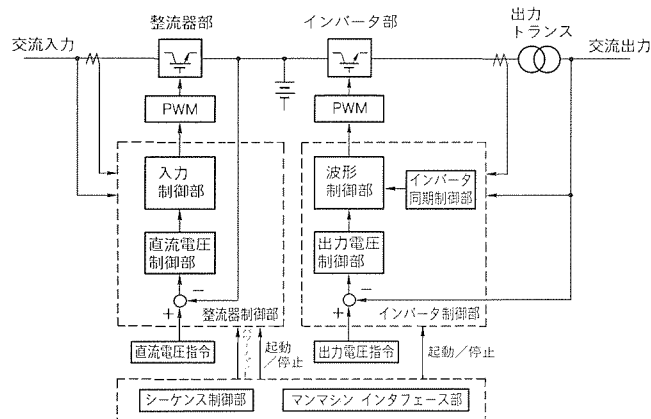 整流器部
インバータ部
出力
トランス
交流入力
交流出力
PWM
PWM
入力
制御部
波形
制御部
インバータ
同期制御部
直流電圧
制御部
出力電圧
制御部
−
+
整流器制御部
−
+
インバータ制御部
直流電圧指令
起動
/停止
出力電圧指令
起動/停止
シーケンス制御部
マンマシン インタフェース部